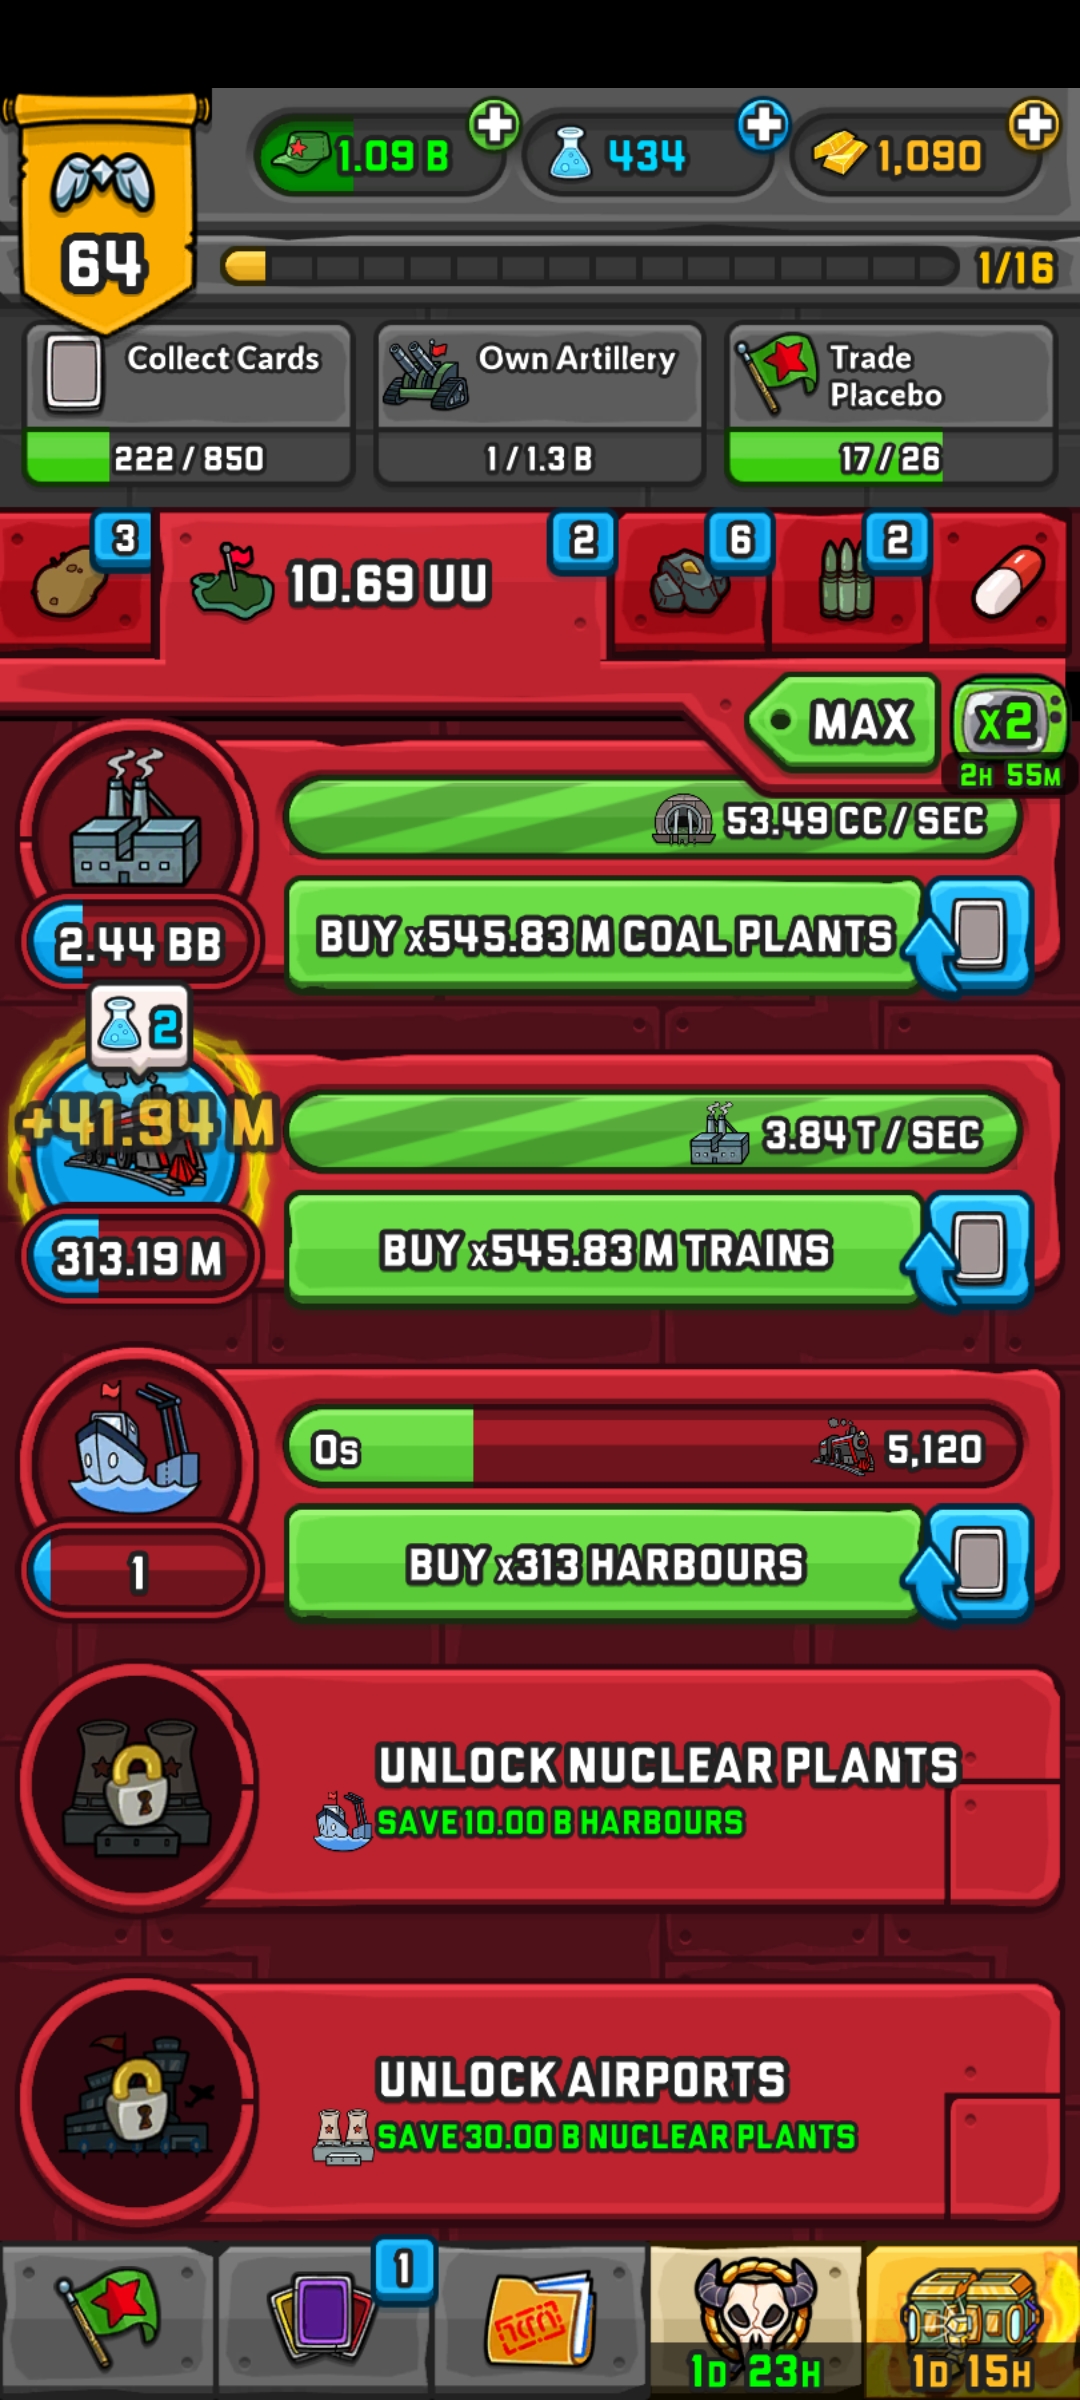 64
1.09 B
434
1,090
1/16
Collect Cards
222 / 850
Own Artillery
1 / 1.3 B
Trade
Placebo
17 / 26
3
10.69 UU
2
6
2
MAX
x2
2H 55M
53.49 CC / SEC
2.44 BB
BUY x545.83 M COAL PLANTS
2
+41.94 M
3.84 T / SEC
313.19 M
BUY x545.83 M TRAINS
0s
5,120
1
BUY x313 HARBOURS
UNLOCK NUCLEAR PLANTS
SAVE 10.00 B HARBOURS
UNLOCK AIRPORTS
SAVE 30.00 B NUCLEAR PLANTS
1
1D 23H
1D 15H